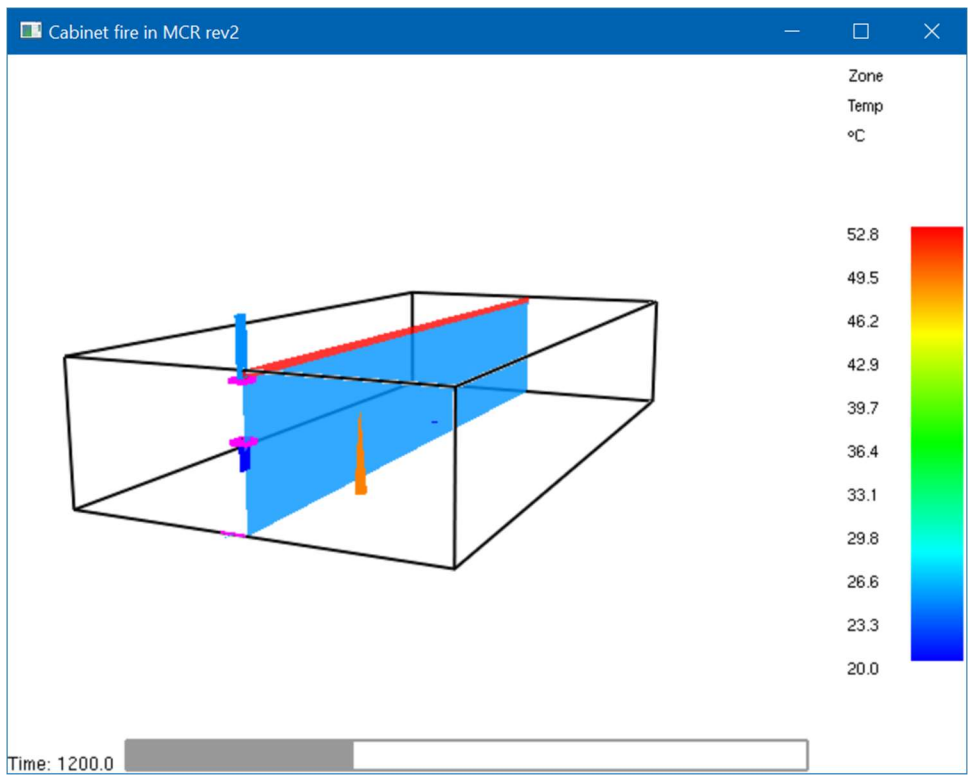 Cabinet fire in MCR rev2
Zone
Temp
ºC
52.8
49.5
46.2
42.9
39.7
36.4
33.1
29.8
26.6
23.3
20.0
Time: 1200.0